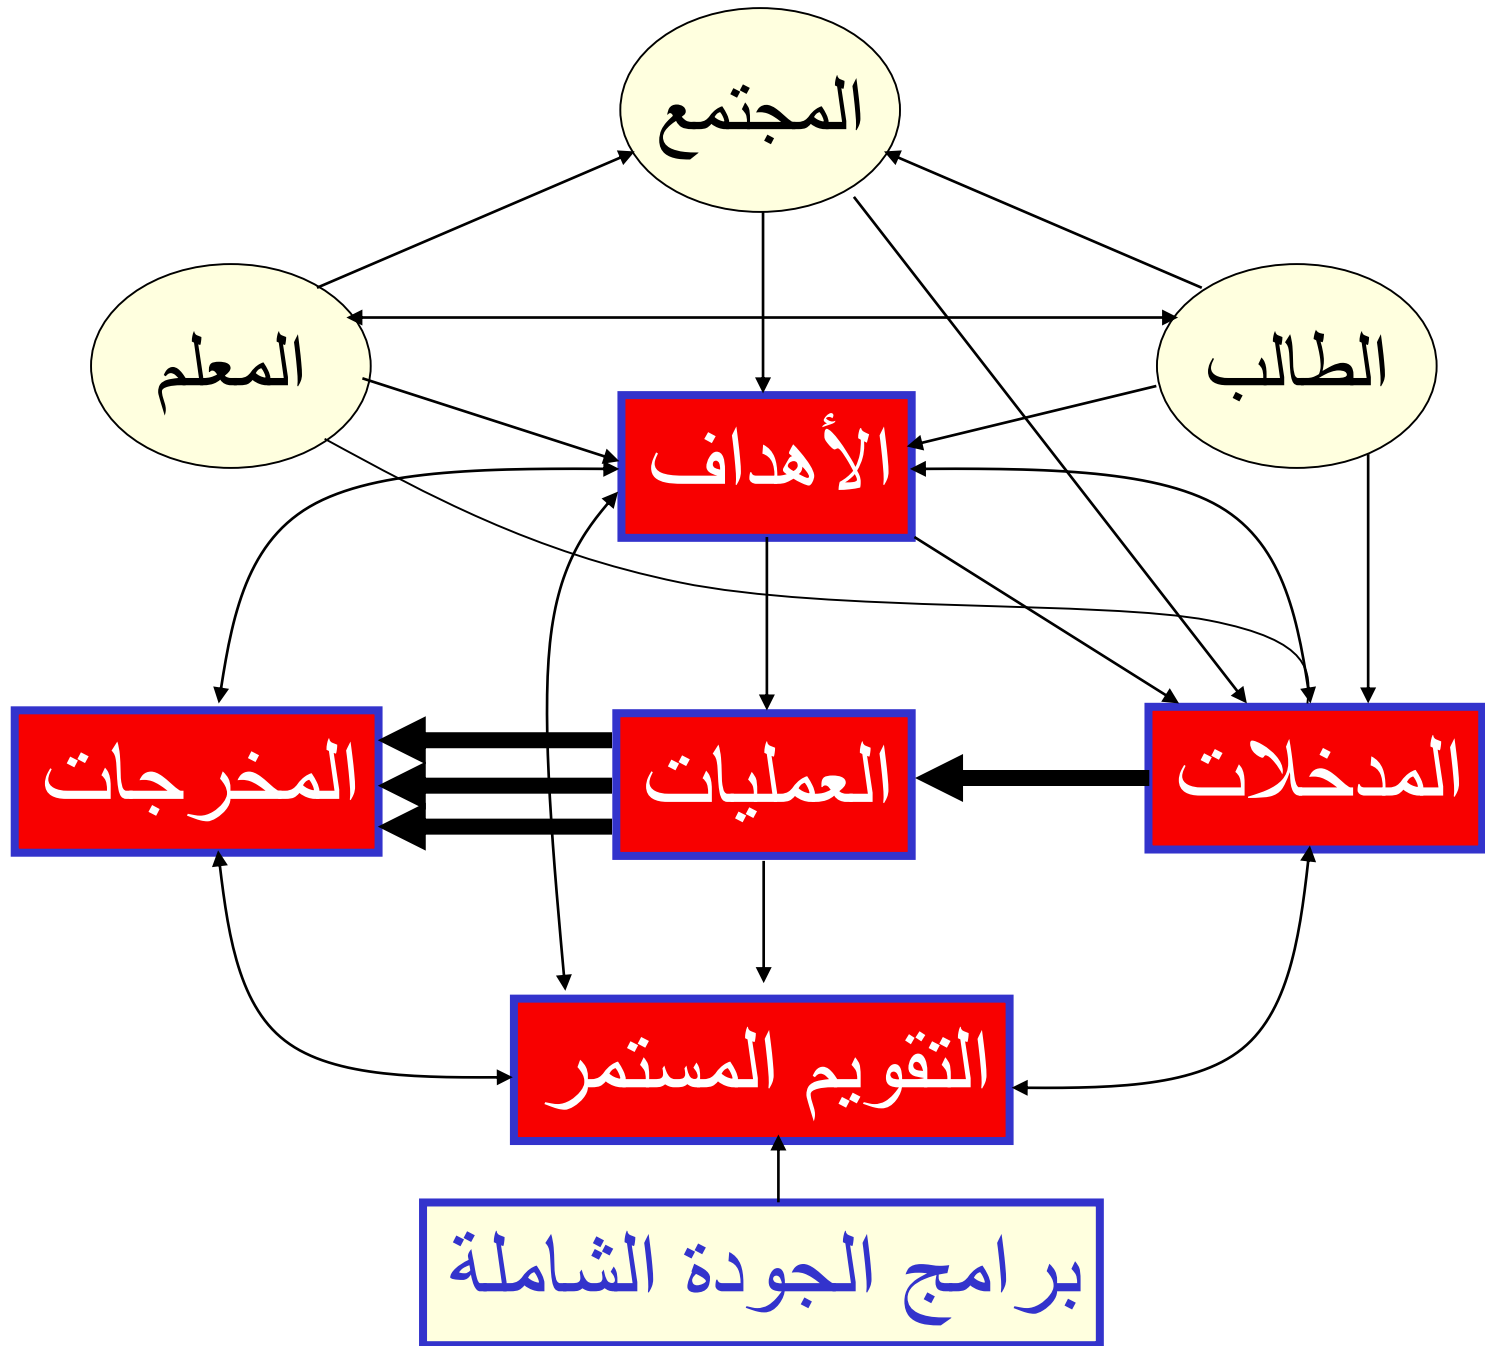 المجتمع
الطالب
المعلم
الأهداف
المدخلات
العمليات
المخرجات
التقويم المستمر
برامج الجودة الشاملة